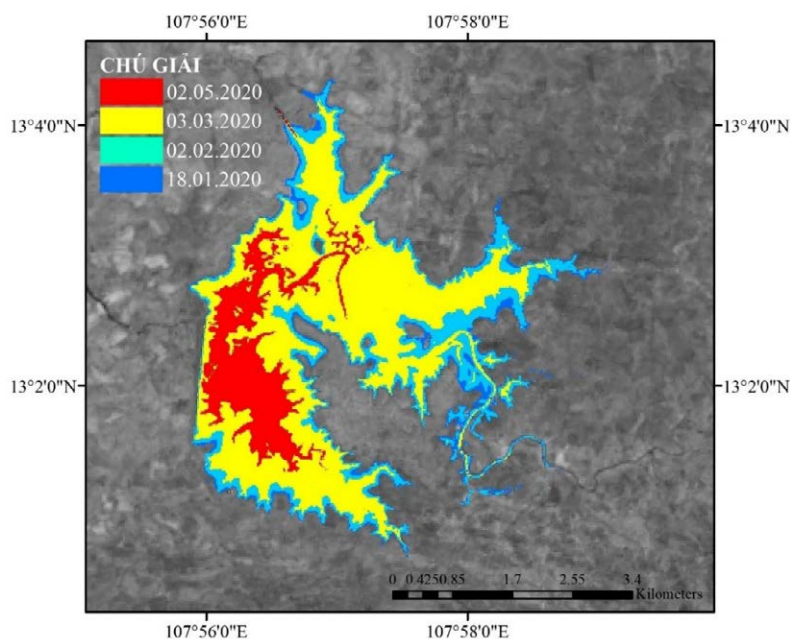 107°56'0"E 107°58'0"E
CHÚ GIẢI
02.05.2020
03.03.2020
02.02.2020
18.01.2020
13°4'0"N 13°4'0"N
13°2'0"N 13°2'0"N
0 0.4250.85 1.7 2.55 3.4
Kilometers
107°56'0"E 107°58'0"E